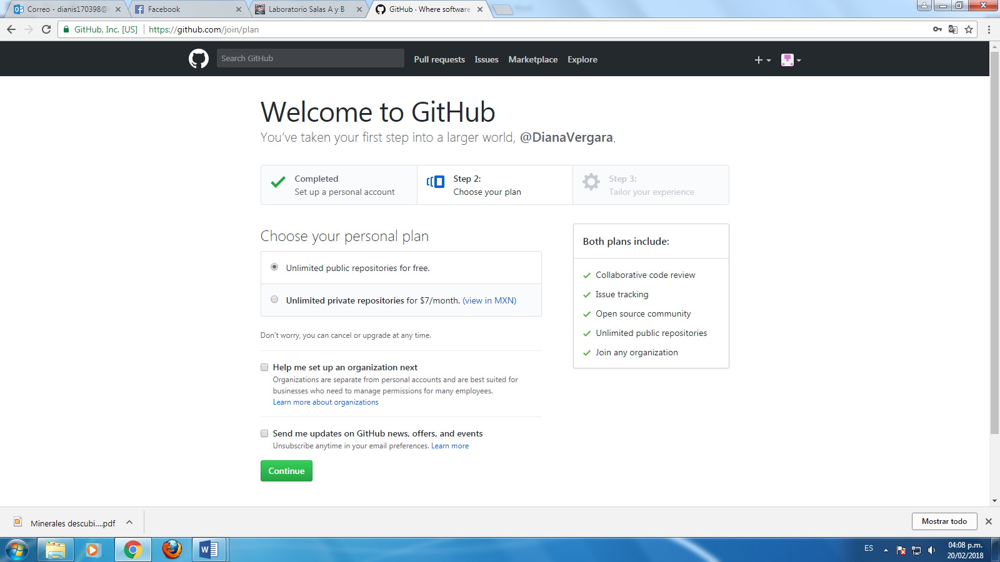 Correo - dianis170398@
Facebook
Laboratorio Salas A y B
GitHub · Where software
GitHub, Inc. [US]
https://github.com/join/plan
Search GitHub
Pull requests
Issues
Marketplace
Explore
Welcome to GitHub
You’ve taken your first step into a larger world, @DianaVergara.
Completed
Set up a personal account
Step 2:
Choose your plan
Step 3:
Tailor your experience
Choose your personal plan
Unlimited public repositories for free.
Unlimited private repositories for $7/month. (view in MXN)
Don’t worry, you can cancel or upgrade at any time.
Help me set up an organization next
Organizations are separate from personal accounts and are best suited for
businesses who need to manage permissions for many employees.
Learn more about organizations
Send me updates on GitHub news, offers, and events
Unsubscribe anytime in your email preferences. Learn more
Continue
Both plans include:
Collaborative code review
Issue tracking
Open source community
Unlimited public repositories
Join any organization
Minerales descubi....pdf
Mostrar todo
ES
04:08 p.m.
20/02/2018